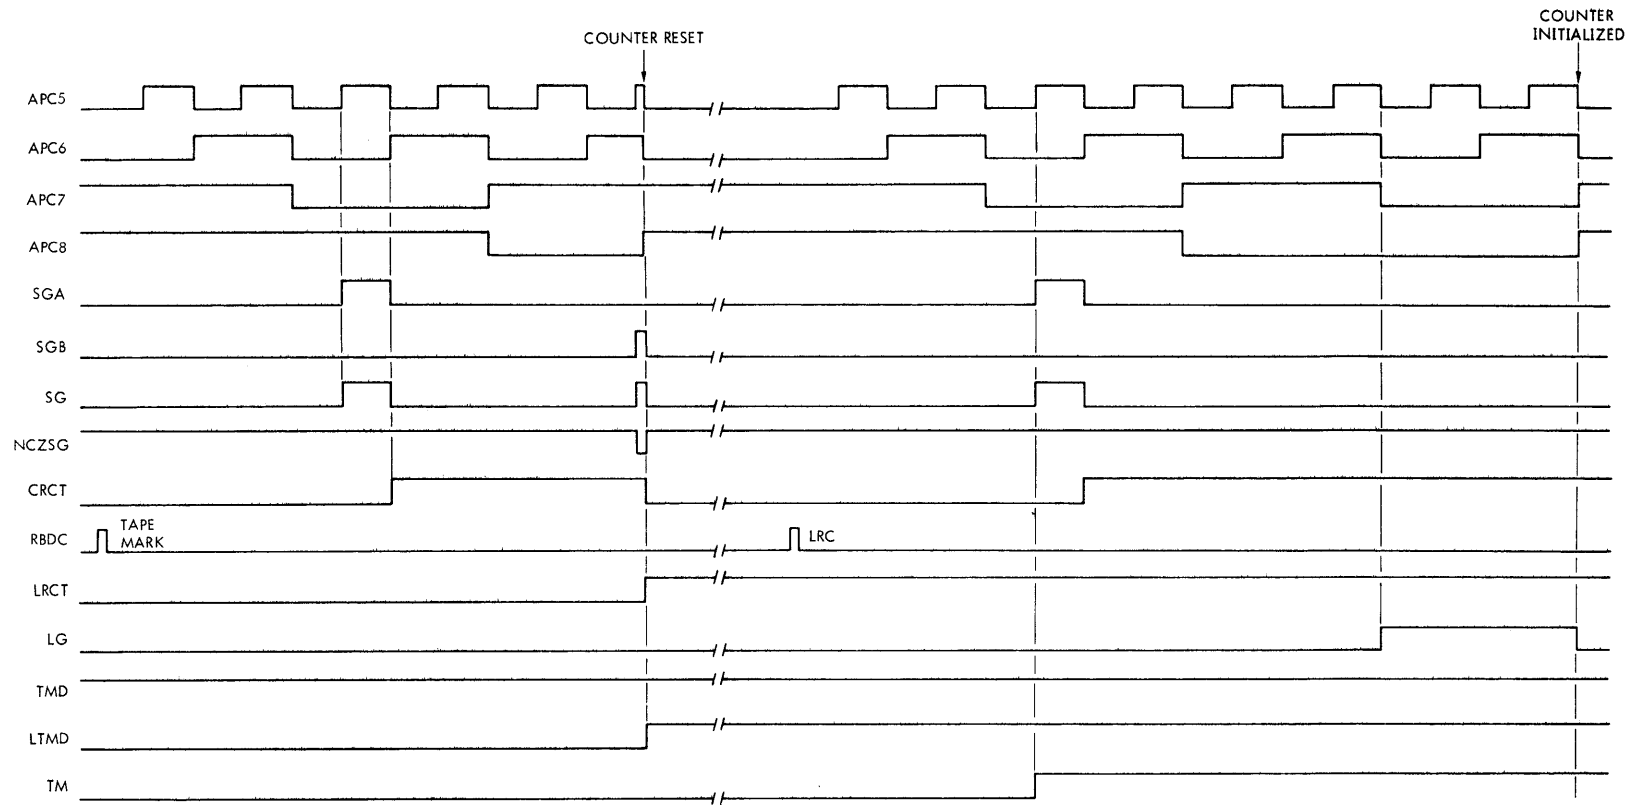 COUNTER
INITIALIZED
COUNTER RESET
APC5
APC6
APC7
APC8
SGA
SGB
SG
NCZSG
CRCT
RBDC
TAPE
MARK
LRC
LRCT
LG
TMD
LTMD
TM